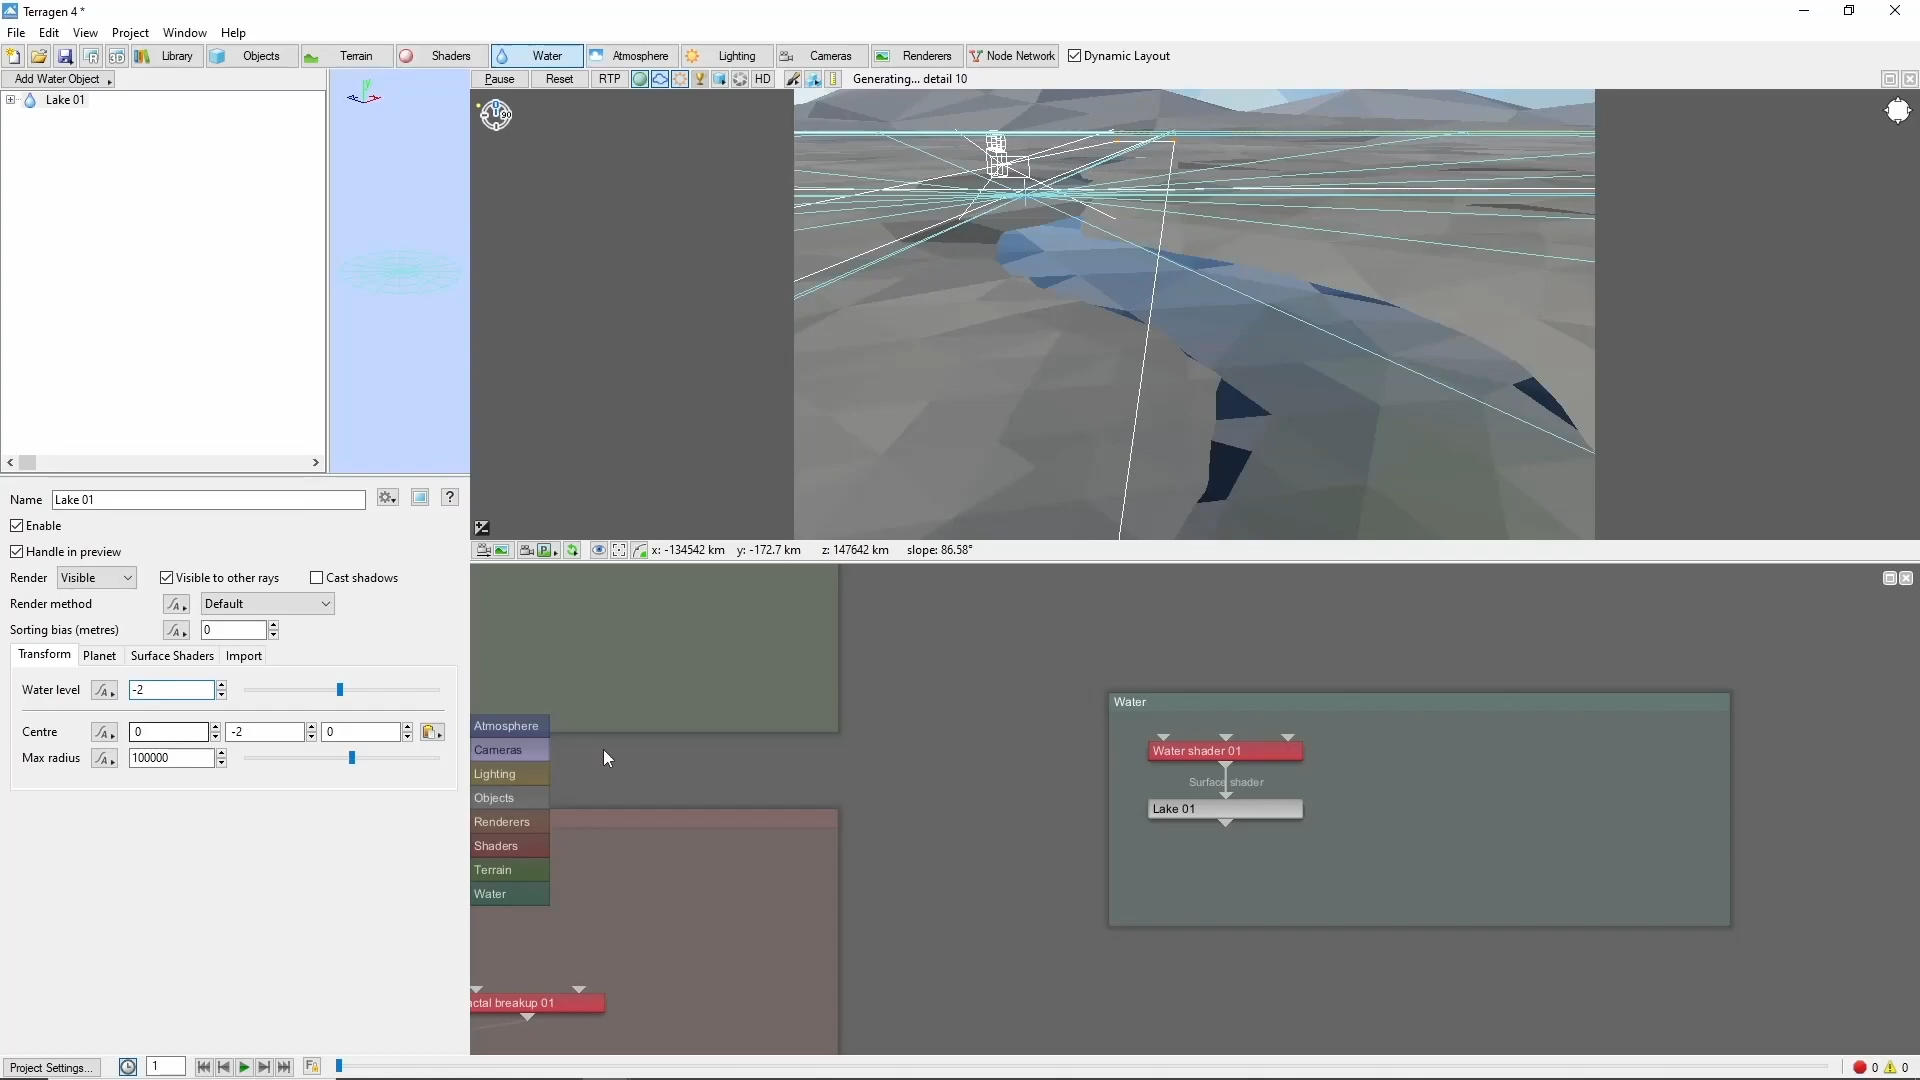 Terragen 4 *
File Edit View Project Window Help
Library Objects Terrain Shaders Water Atmosphere Lighting Cameras Renderers Node Network Dynamic Layout
Add Water Object Pause Reset RTP HD Generating... detail 10
Lake 01
y
90
Name Lake 01 ?
Enable
Handle in preview
x: -134542 km y: -172.7 km z: 147642 km slope: 86.58°
Render Visible Visible to other rays Cast shadows
Render method Default
Sorting bias (metres) 0
Transform Planet Surface Shaders Import
Water level -2
Centre 0 -2 0
Max radius 100000
Atmosphere
Cameras
Lighting
Objects
Renderers
Shaders
Terrain
Water
Water
Water shader 01
Surface shader
Lake 01
ctal breakup 01
Project Settings... 1 0 0